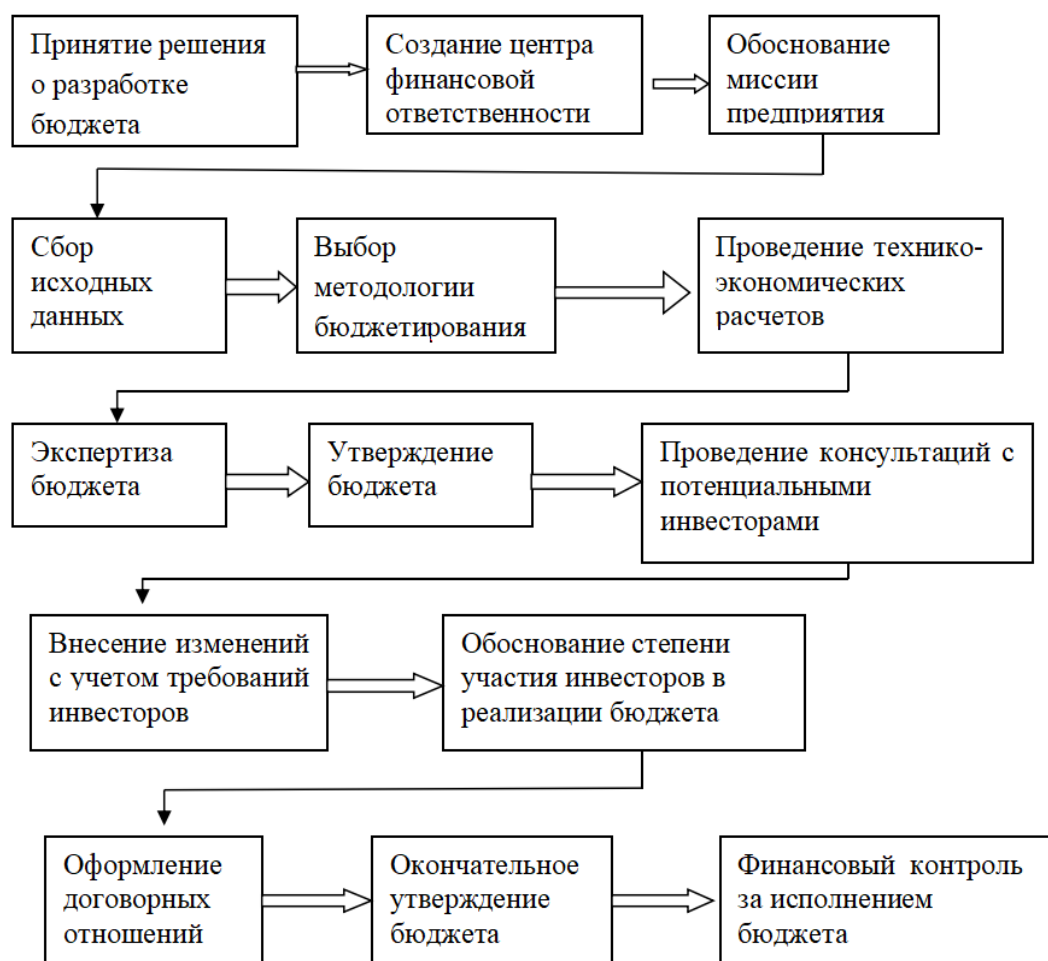 Принятие решения
о разработке
бюджета
Создание центра
финансовой
ответственности
Обоснование
миссии
предприятия
Сбор
исходных
данных
Выбор
методологии
бюджетирования
Проведение технико-
экономических
расчетов
Экспертиза
бюджета
Утверждение
бюджета
Проведение консультаций с
потенциальными
инвесторами
Внесение изменений
с учетом требований
инвесторов
Обоснование степени
участия инвесторов в
реализации бюджета
Оформление
договорных
отношений
Окончательное
утверждение
бюджета
Финансовый контроль
за исполнением
бюджета